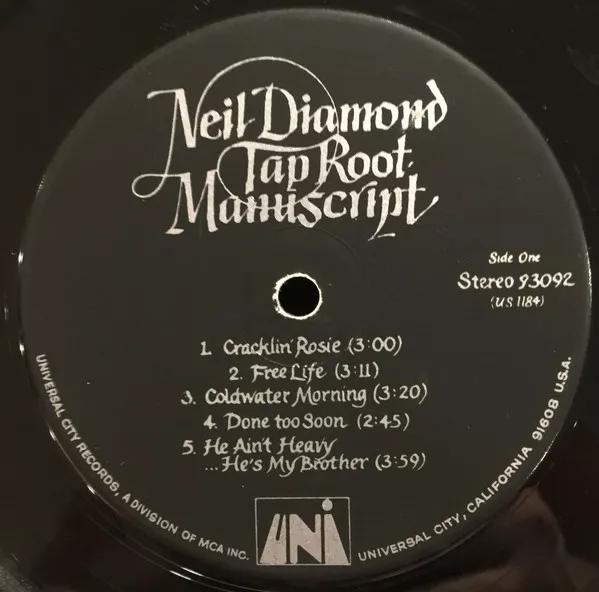 Neil Diamond
Tap Root
Manuscript
Side One
Stereo 93092
(US 1184)
1. Cracklin' Rosie (3:00)
2. Free Life (3:11)
3. Coldwater Morning (3:20)
4. Done too Soon (2:45)
5. He Ain't Heavy
...He's My Brother (3:59)
UNIVERSAL CITY RECORDS, A DIVISION OF MCA INC.
UNI
UNIVERSAL CITY, CALIFORNIA 91608 U.S.A.